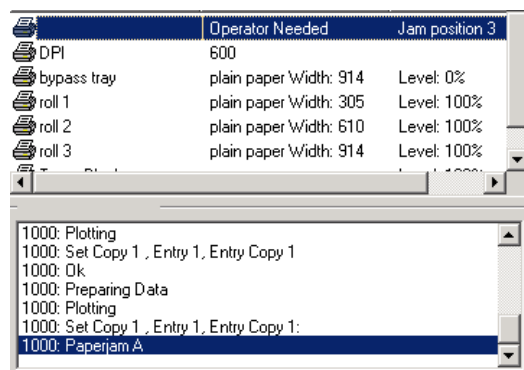 Operator Needed Jam position 3
DPI 600
bypass tray plain paper Width: 914 Level: 0%
roll 1 plain paper Width: 305 Level: 100%
roll 2 plain paper Width: 610 Level: 100%
roll 3 plain paper Width: 914 Level: 100%
1000: Plotting
1000: Set Copy 1 , Entry 1, Entry Copy 1
1000: Ok
1000: Preparing Data
1000: Plotting
1000: Set Copy 1 , Entry 1, Entry Copy 1:
1000: Paperjam A